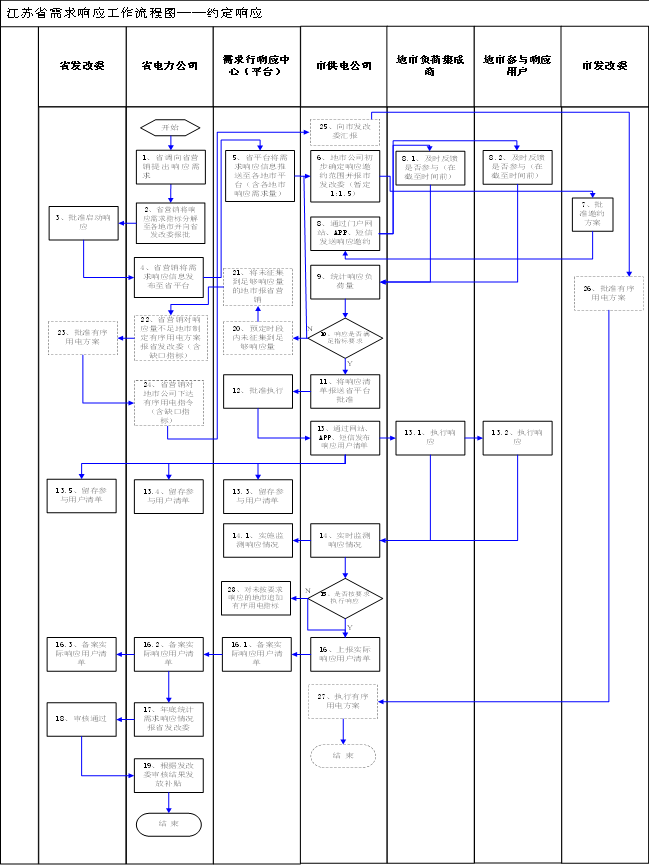 江苏省需求响应工作流程图——约定响应
省发改委
省电力公司
需求行响应中
心（平台）
市供电公司
地市负荷集成
商
地市参与响应
用户
市发改委
开始
25、向市发改
委汇报
1、省调向省营
销提出响应需
求
5、省平台将需
求响应信息推
送至各地市平
台（含各地市
响应需求量）
6、地市公司初
步确定响应邀
约范围并报市
发改委（暂定
1:1.5）
8.1、及时反馈
是否参与（在
截至时间前）
8.2、及时反馈
是否参与（在
截至时间前）
7、批
准邀约
方案
3、批准启动响
应
2、省营销将响
应需求指标分解
至各地市并向省
发改委报批
8、通过门户网
站、APP、短信
发送响应邀约
4、省营销将需
求响应信息发
布至省平台
21、将未征集
到足够响应量
的地市报省营
销
9、统计响应负
荷量
26、批准有序
用电方案
23、批准有序
用电方案
22、省营销对响
应量不足地市制
定有序用电方案
报省发改委（含
缺口指标）
20、预定时段
内未征集到足
够响应量
N
10、响应是否满
足指标要求
Y
24、省营销对
地市公司下达
有序用电指令
（含缺口指
标）
12、批准执行
11、将响应清
单报送省平台
批准
13、通过网站、
APP、短信发布
响应用户清单
13.1、执行响
应
13.2、执行响
应
13.5、留存参
与用户清单
13.4、留存参
与用户清单
13.3、留存参
与用户清单
14.1、实施监
测响应情况
14、实时监测
响应情况
28、对未按要求
响应的地市追加
有序用电指标
N
15、是否按要求
执行响应
Y
16.3、备案实
际响应用户清
单
16.2、备案实
际响应用户清
单
16.1、备案实
际响应用户清
单
16、上报实际
响应用户清单
27、执行有序
用电方案
18、审核通过
17、年底统计
需求响应情况
报省发改委
结 束
19、根据发改
委审核结果发
放补贴
结 束